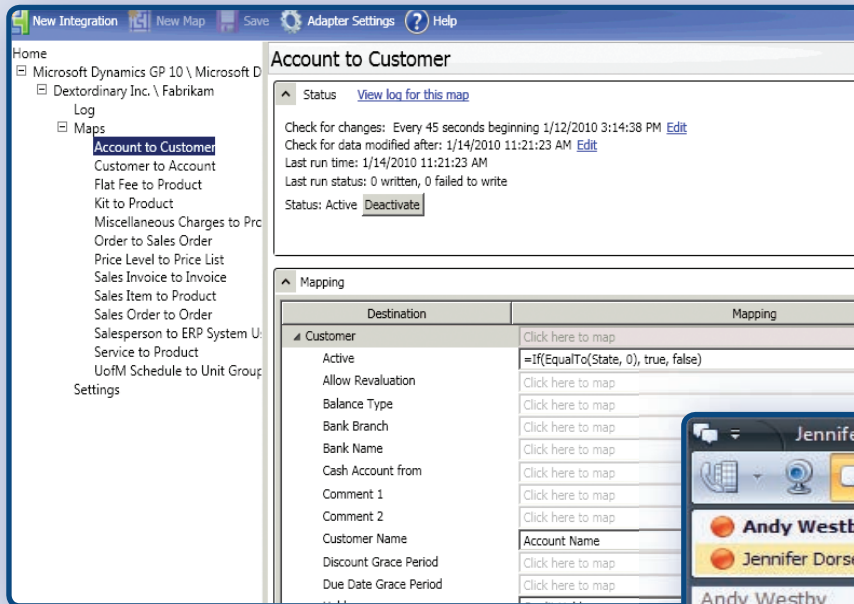 New Integration New Map Save Adapter Settings ? Help
Home
Microsoft Dynamics GP 10 \ Microsoft D
Dextordinary Inc. \ Fabrikam
Log
Maps
Account to Customer
Customer to Account
Flat Fee to Product
Kit to Product
Miscellaneous Charges to Prc
Order to Sales Order
Price Level to Price List
Sales Invoice to Invoice
Sales Item to Product
Sales Order to Order
Salesperson to ERP System U
Service to Product
UofM Schedule to Unit Group
Settings
Account to Customer
Status View log for this map
Check for changes: Every 45 seconds beginning 1/12/2010 3:14:38 PM Edit
Check for data modified after: 1/14/2010 11:21:23 AM Edit
Last run time: 1/14/2010 11:21:23 AM
Last run status: 0 written, 0 failed to write
Status: Active Deactivate
Mapping
Destination Mapping
Customer Click here to map
Active =If(EqualTo(State, 0), true, false)
Allow Revaluation Click here to map
Balance Type Click here to map
Bank Branch Click here to map
Bank Name Click here to map
Cash Account from Click here to map
Comment 1 Click here to map
Comment 2 Click here to map
Customer Name Account Name
Discount Grace Period Click here to map
Due Date Grace Period Click here to map
Jennife
Andy Westb
Jennifer Dorse
Andy Westby